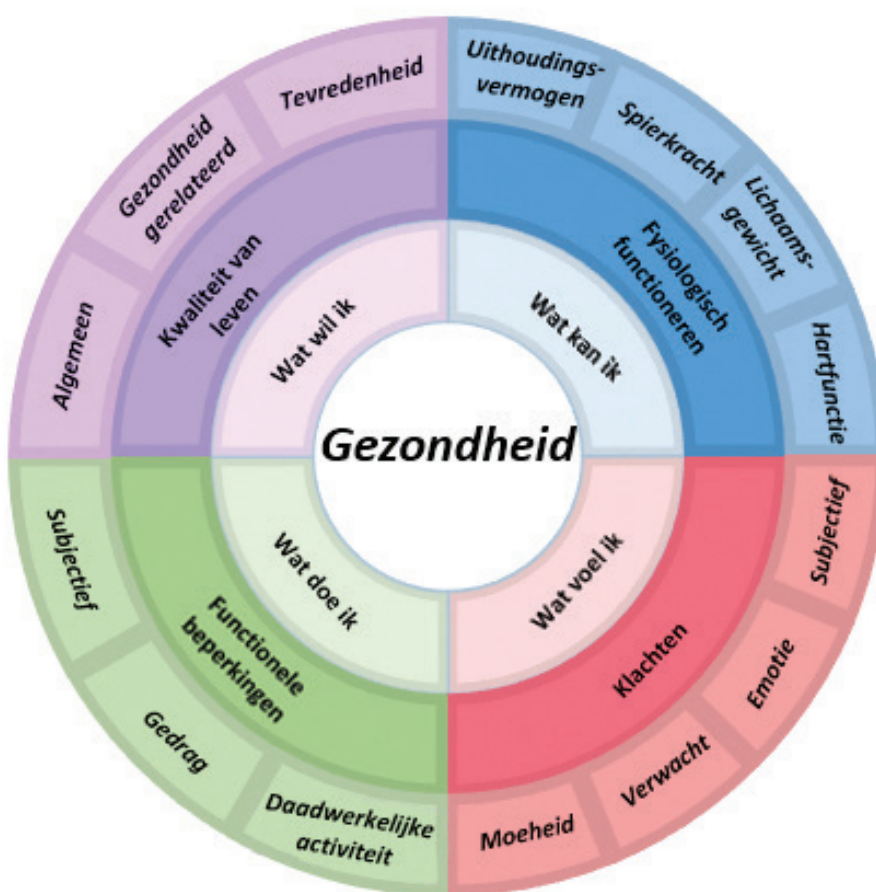 Gezondheid
Wat wil ik
Kwaliteit van
leven
Algemeen
Gezondheid
gerelateerd
Tevredenheid
Wat kan ik
Fysiologisch
functioneren
Uithoudings-
vermogen
Spierkracht
Lichaams-
gewicht
Hartfunctie
Wat voel ik
Klachten
Subjectief
Emotie
Verwacht
Moeheid
Wat doe ik
Functionele
beperkingen
Daadwerkelijke
activiteit
Gedrag
Subjectief